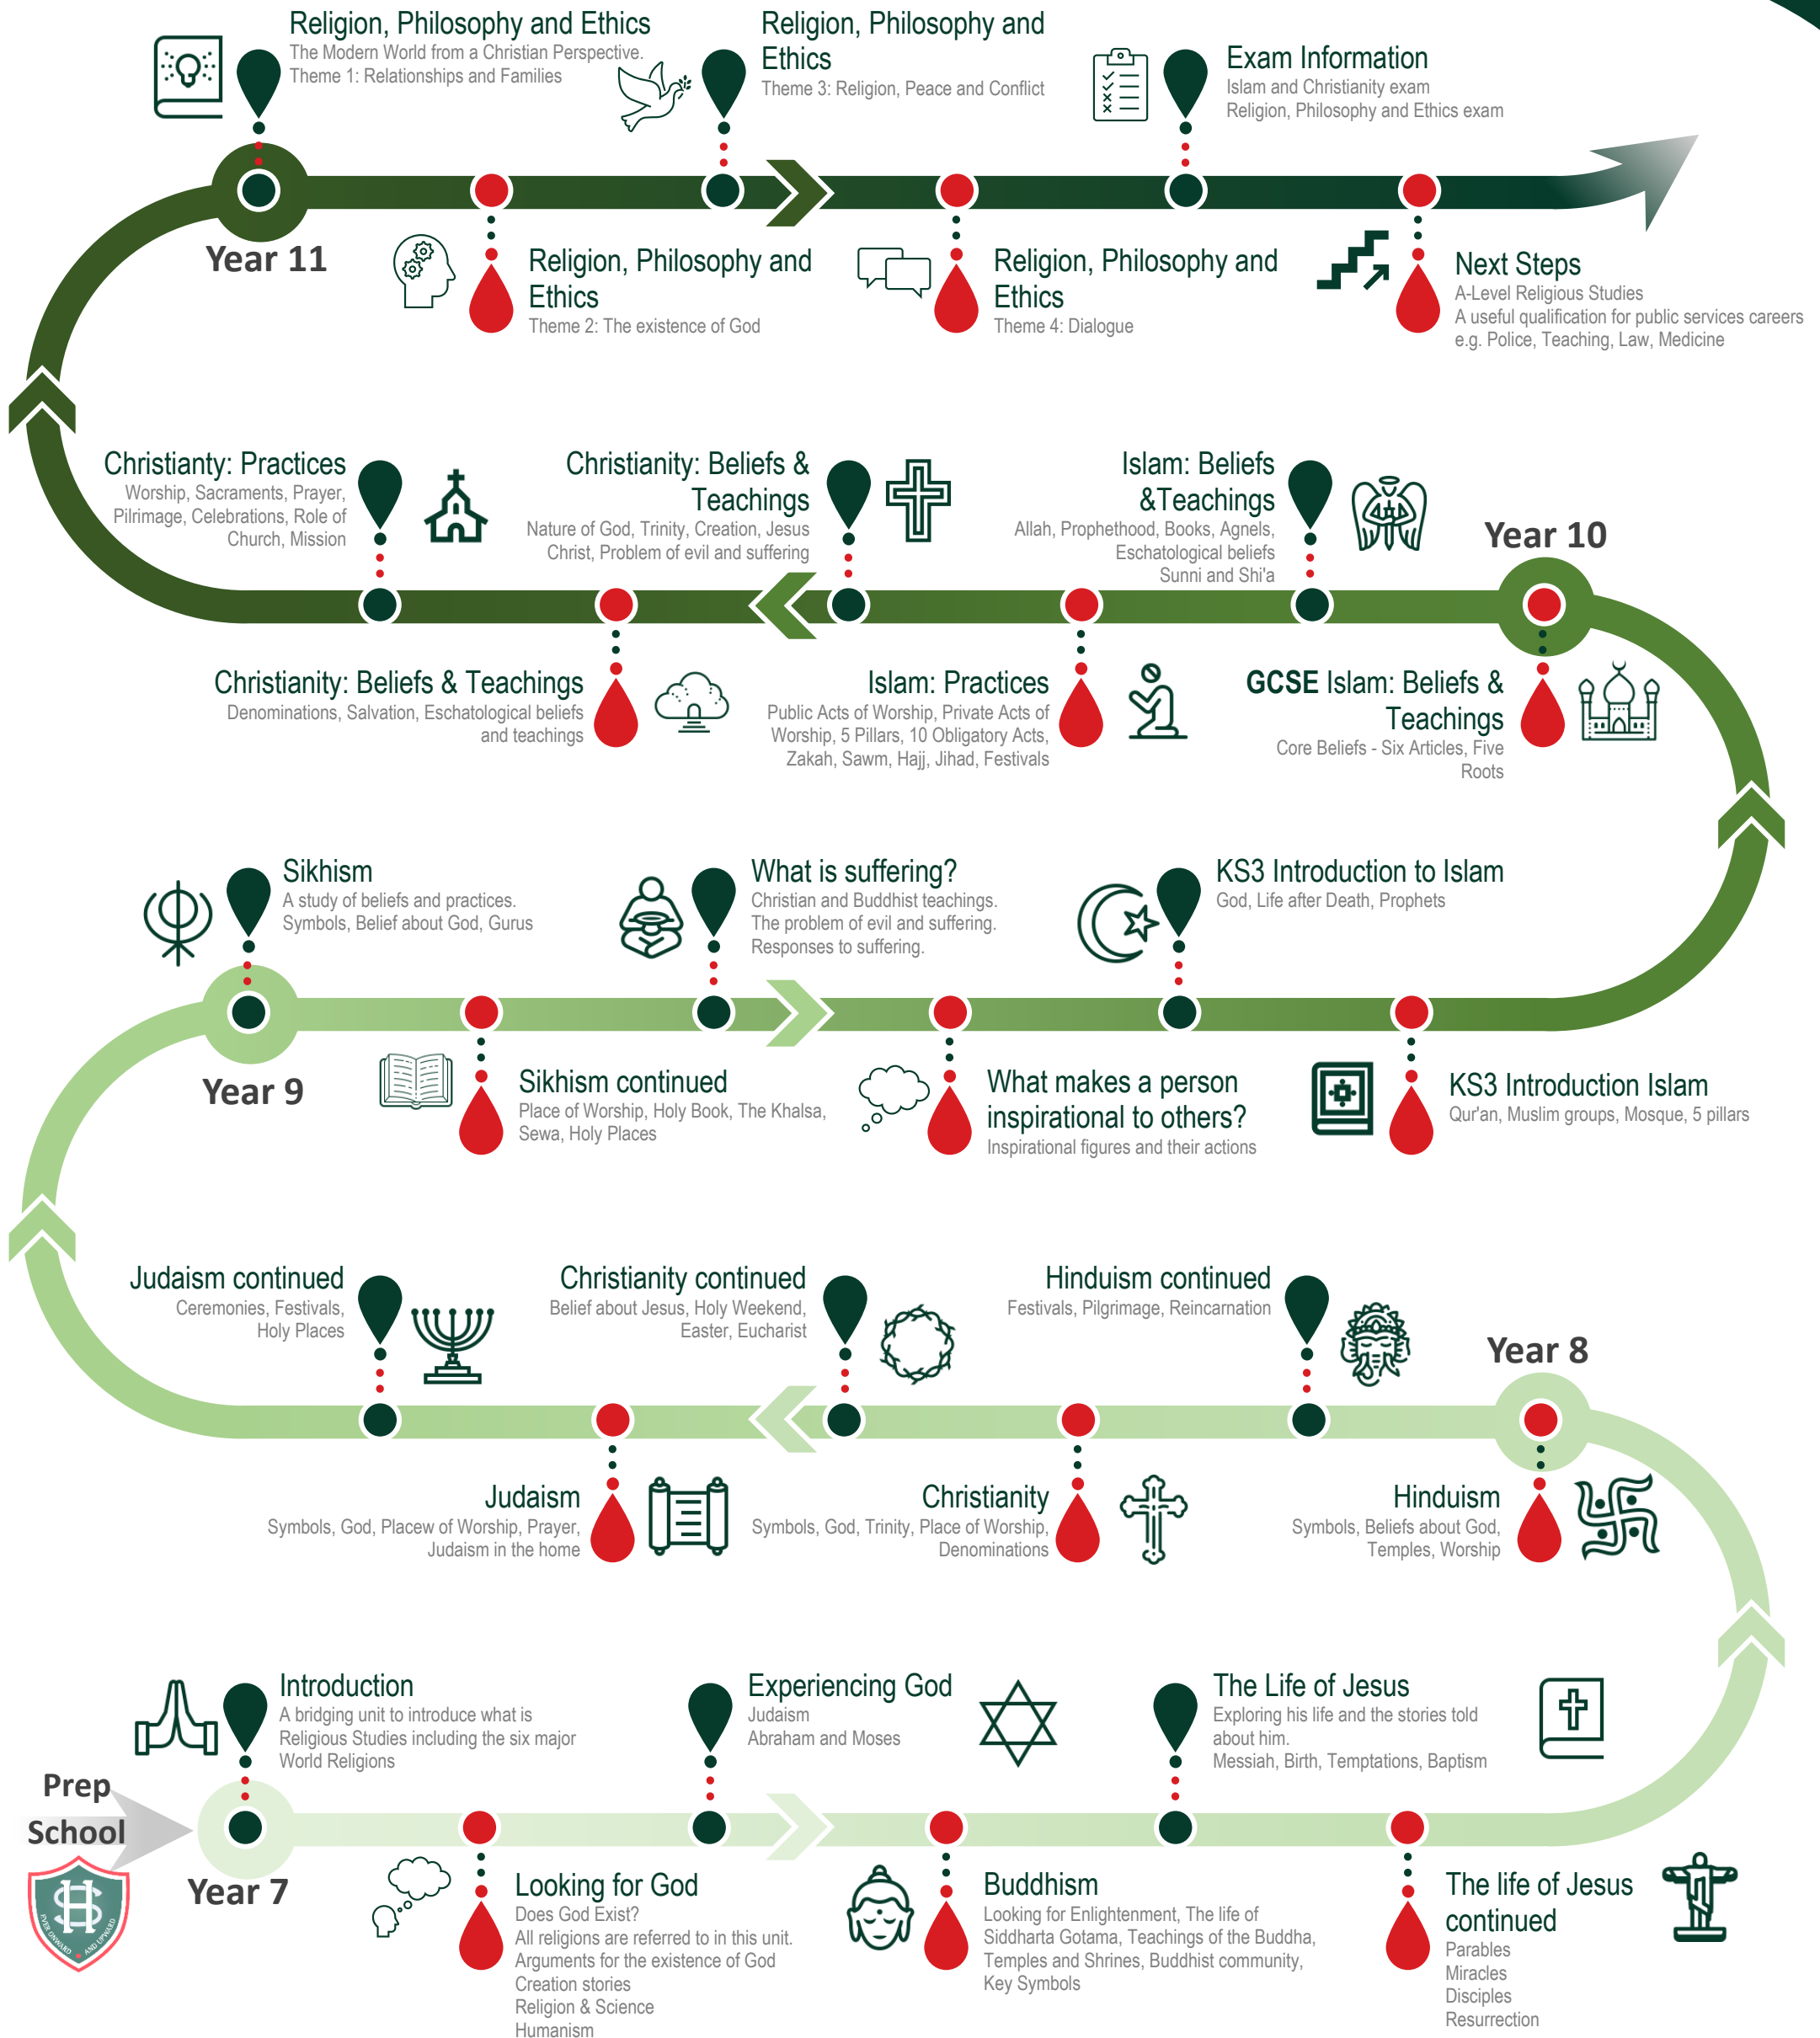 Religion, Philosophy and Ethics
The Modern World from a Christian Perspective.
Theme 1: Relationships and Families
Religion, Philosophy and
Ethics
Theme 3: Religion, Peace and Conflict
Exam Information
Islam and Christianity exam
Religion, Philosophy and Ethics exam
Year 11
Religion, Philosophy and
Ethics
Theme 2: The existence of God
Religion, Philosophy and
Ethics
Theme 4: Dialogue
Next Steps
A-Level Religious Studies
A useful qualification for public services careers
e.g. Police, Teaching, Law, Medicine
Christianty: Practices
Worship, Sacraments, Prayer,
Pilrimage, Celebrations, Role of
Church, Mission
Christianity: Beliefs &
Teachings
Nature of God, Trinity, Creation, Jesus
Christ, Problem of evil and suffering
Islam: Beliefs
&Teachings
Allah, Prophethood, Books, Agnels,
Eschatological beliefs
Sunni and Shi'a
Year 10
Christianity: Beliefs & Teachings
Denominations, Salvation, Eschatological beliefs
and teachings
Islam: Practices
Public Acts of Worship, Private Acts of
Worship, 5 Pillars, 10 Obligatory Acts,
Zakah, Sawm, Hajj, Jihad, Festivals
GCSE Islam: Beliefs &
Teachings
Core Beliefs - Six Articles, Five
Roots
Sikhism
A study of beliefs and practices.
Symbols, Belief about God, Gurus
What is suffering?
Christian and Buddhist teachings.
The problem of evil and suffering.
Responses to suffering.
KS3 Introduction to Islam
God, Life after Death, Prophets
Year 9
Sikhism continued
Place of Worship, Holy Book, The Khalsa,
Sewa, Holy Places
What makes a person
inspirational to others?
Inspirational figures and their actions
KS3 Introduction Islam
Qur'an, Muslim groups, Mosque, 5 pillars
Judaism continued
Ceremonies, Festivals,
Holy Places
Christianity continued
Belief about Jesus, Holy Weekend,
Easter, Eucharist
Hinduism continued
Festivals, Pilgrimage, Reincarnation
Year 8
Judaism
Symbols, God, Placew of Worship, Prayer,
Judaism in the home
Christianity
Symbols, God, Trinity, Place of Worship,
Denominations
Hinduism
Symbols, Beliefs about God,
Temples, Worship
Introduction
A bridging unit to introduce what is
Religious Studies including the six major
World Religions
Experiencing God
Judaism
Abraham and Moses
The Life of Jesus
Exploring his life and the stories told
about him.
Messiah, Birth, Temptations, Baptism
Prep
School
HS
EVER ONWARD AND UPWARD
Year 7
Looking for God
Does God Exist?
All religions are referred to in this unit.
Arguments for the existence of God
Creation stories
Religion & Science
Humanism
Buddhism
Looking for Enlightenment, The life of
Siddharta Gotama, Teachings of the Buddha,
Temples and Shrines, Buddhist community,
Key Symbols
The life of Jesus
continued
Parables
Miracles
Disciples
Resurrection